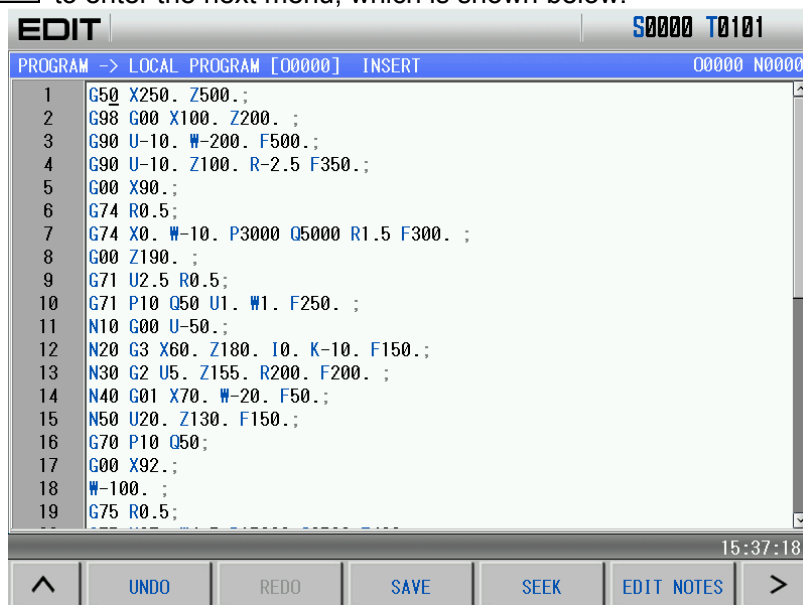 to enter the next menu, which is shown below.
EDIT S0000 T0101
PROGRAM -> LOCAL PROGRAM [O0000] INSERT O0000 N0000
1 G50 X250. Z500.;
2 G98 G00 X100. Z200. ;
3 G90 U-10. W-200. F500.;
4 G90 U-10. Z100. R-2.5 F350.;
5 G00 X90.;
6 G74 R0.5;
7 G74 X0. W-10. P3000 Q5000 R1.5 F300. ;
8 G00 Z190. ;
9 G71 U2.5 R0.5;
10 G71 P10 Q50 U1. W1. F250. ;
11 N10 G00 U-50.;
12 N20 G3 X60. Z180. I0. K-10. F150.;
13 N30 G2 U5. Z155. R200. F200. ;
14 N40 G01 X70. W-20. F50.;
15 N50 U20. Z130. F150.;
16 G70 P10 Q50;
17 G00 X92.;
18 W-100. ;
19 G75 R0.5;
15:37:18
^ UNDO REDO SAVE SEEK EDIT NOTES >